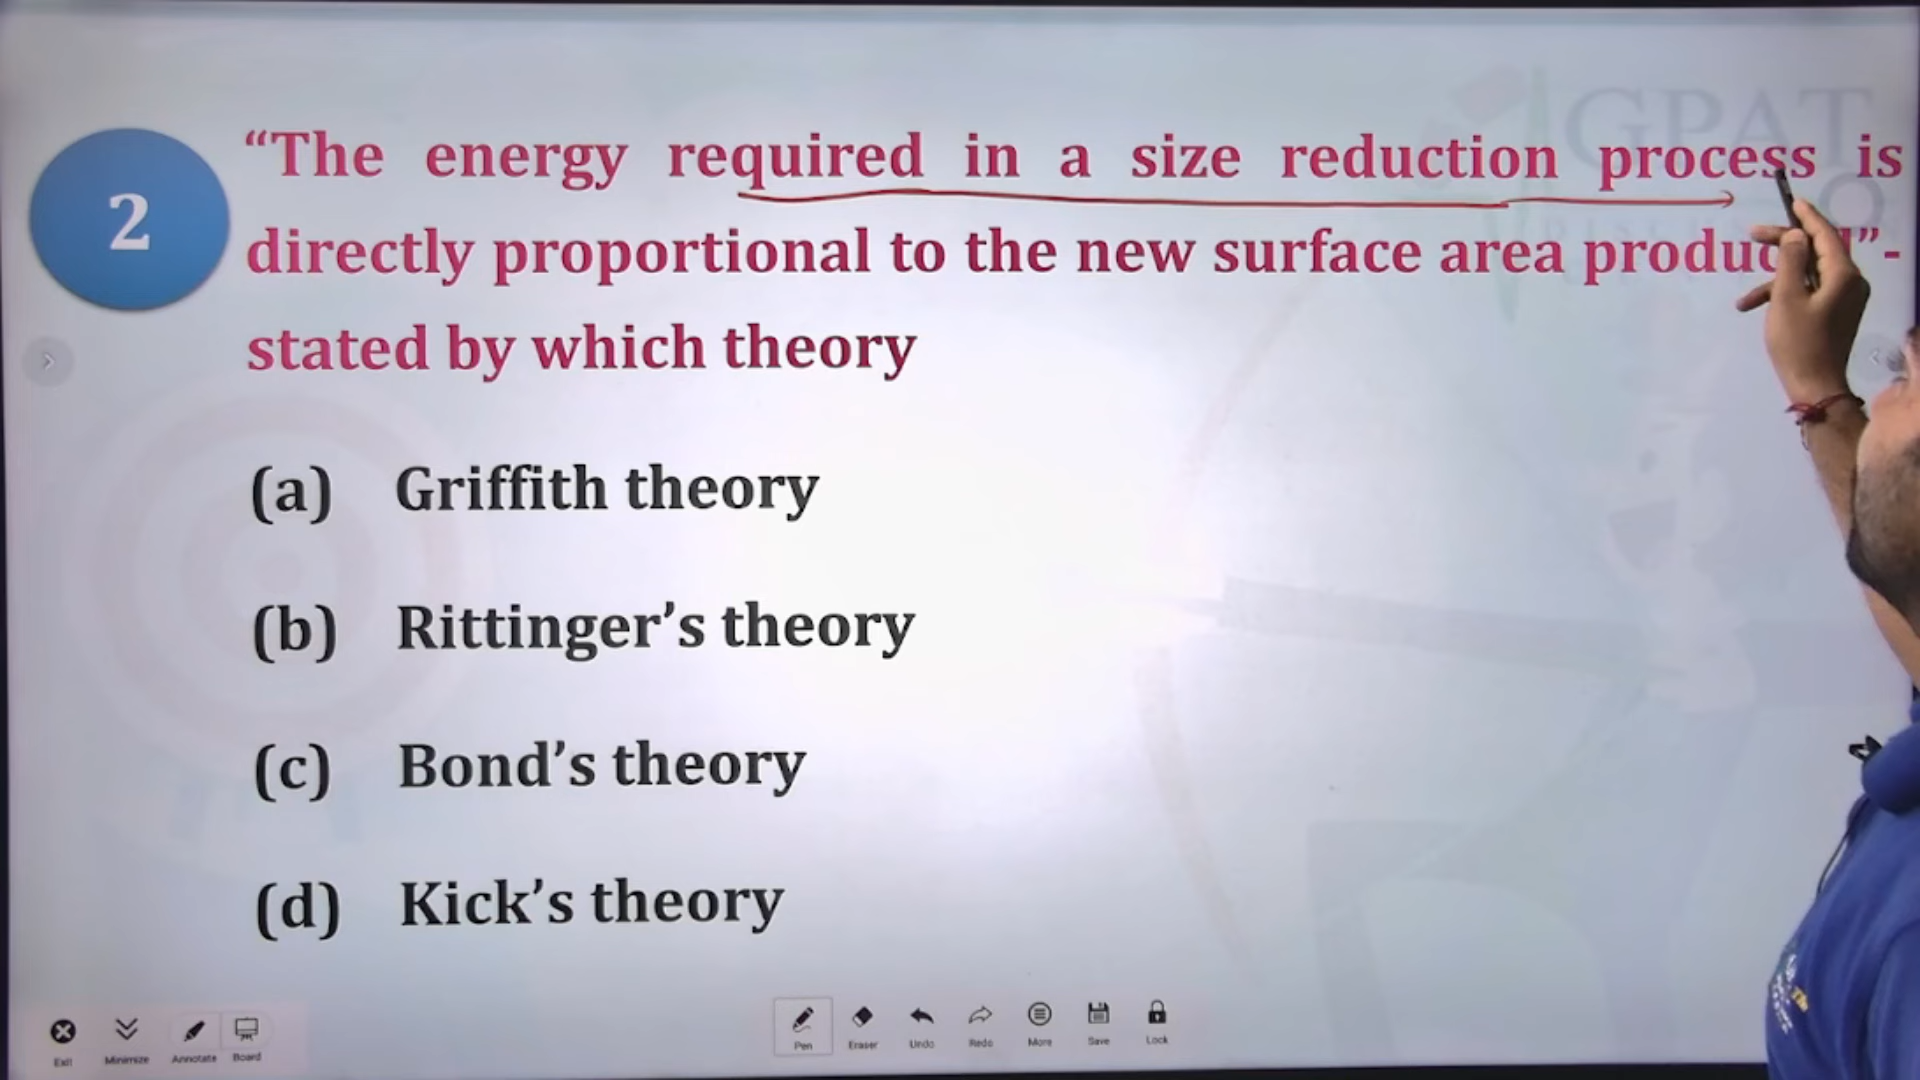 GPAT
2
“The energy required in a size reduction process is
directly proportional to the new surface area ”-
stated by which theory
(a) Griffith theory
(b) Rittinger’s theory
(c) Bond’s theory
(d) Kick’s theory
Exit Minimize Annotate Board Pen Eraser Undo Redo More Save Lock